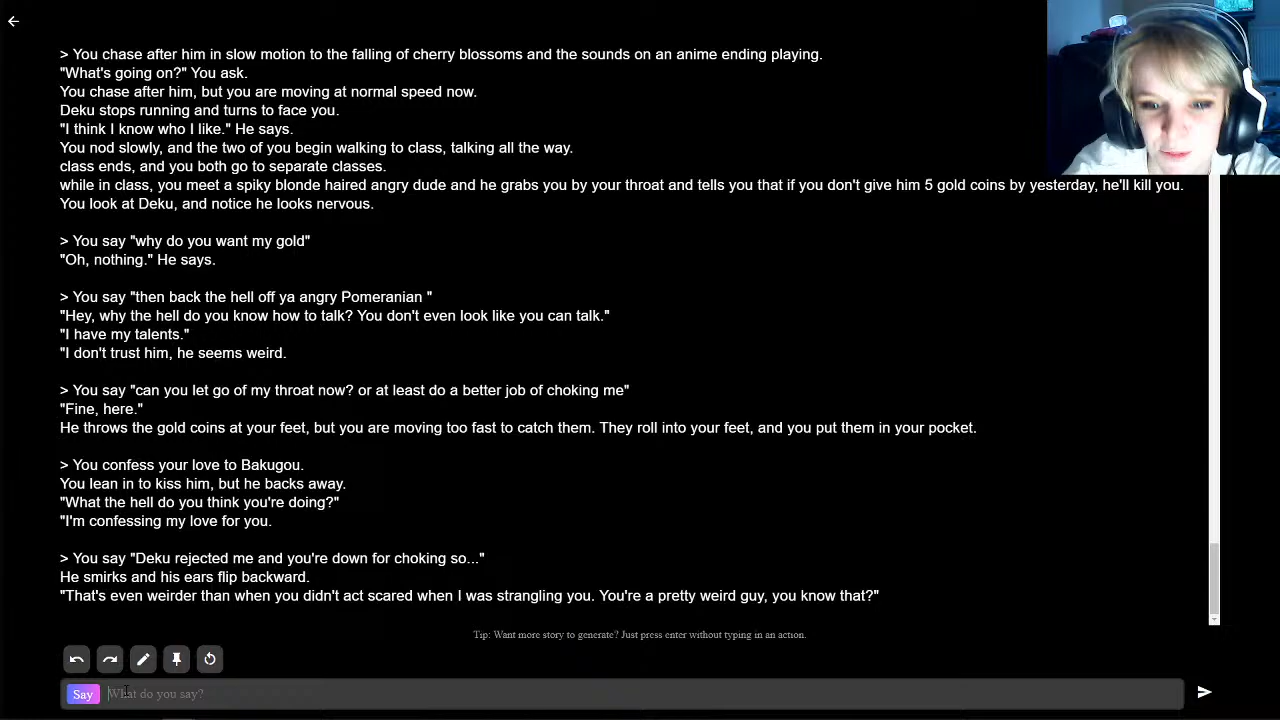 > You chase after him in slow motion to the falling of cherry blossoms and the sounds on an anime ending playing.
"What's going on?" You ask.
You chase after him, but you are moving at normal speed now.
Deku stops running and turns to face you.
"I think I know who I like." He says.
You nod slowly, and the two of you begin walking to class, talking all the way.
class ends, and you both go to separate classes.
while in class, you meet a spiky blonde haired angry dude and he grabs you by your throat and tells you that if you don't give him 5 gold coins by yesterday, he'll kill you.
You look at Deku, and notice he looks nervous.
> You say "why do you want my gold"
"Oh, nothing." He says.
> You say "then back the hell off ya angry Pomeranian "
"Hey, why the hell do you know how to talk? You don't even look like you can talk."
"I have my talents."
"I don't trust him, he seems weird.
> You say "can you let go of my throat now? or at least do a better job of choking me"
"Fine, here."
He throws the gold coins at your feet, but you are moving too fast to catch them. They roll into your feet, and you put them in your pocket.
> You confess your love to Bakugou.
You lean in to kiss him, but he backs away.
"What the hell do you think you're doing?"
"I'm confessing my love for you.
> You say "Deku rejected me and you're down for choking so..."
He smirks and his ears flip backward.
"That's even weirder than when you didn't act scared when I was strangling you. You're a pretty weird guy, you know that?"
Tip: Want more story to generate? Just press enter without typing in an action.
Say What do you say?